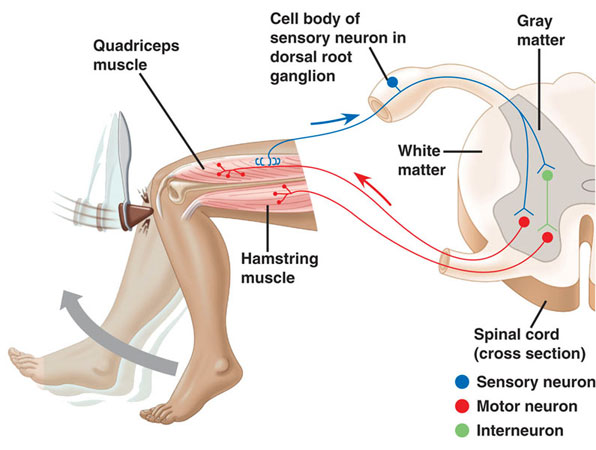 Cell body of
sensory neuron in
dorsal root
ganglion
Gray
matter
Quadriceps
muscle
White
matter
Hamstring
muscle
Spinal cord
(cross section)
Sensory neuron
Motor neuron
Interneuron